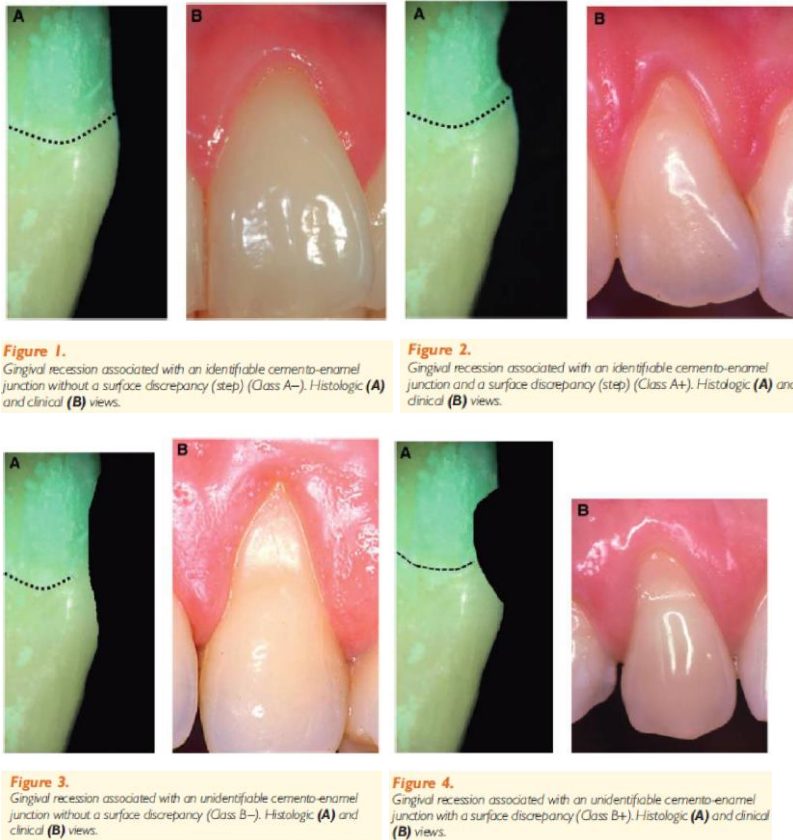 A
B
A
B
Figure 1.
Gingival recession associated with an identifiable cemento-enamel
junction without a surface discrepancy (step) (Class A−). Histologic (A)
and clinical (B) views.
Figure 2.
Gingival recession associated with an identifiable cemento-enamel
junction and a surface discrepancy (step) (Class A+). Histologic (A) and
clinical (B) views.
A
B
A
B
Figure 3.
Gingival recession associated with an unidentifiable cemento-enamel
junction without a surface discrepancy (Class B−). Histologic (A) and
clinical (B) views.
Figure 4.
Gingival recession associated with an unidentifiable cemento-enamel
junction with a surface discrepancy (Class B+). Histologic (A) and clinical
(B) views.